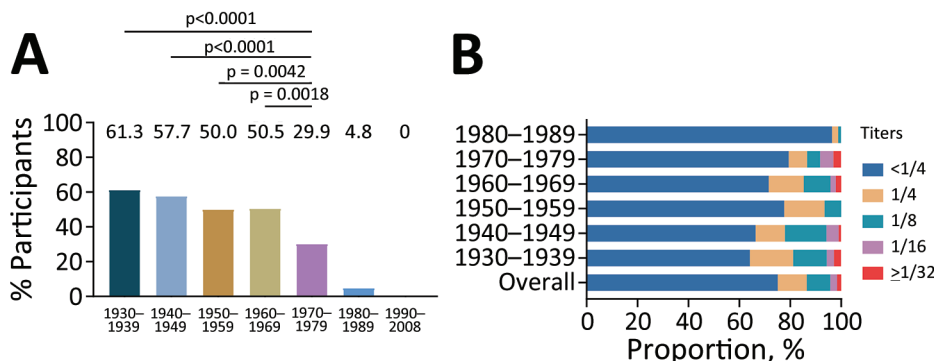 A
p<0.0001
p<0.0001
p = 0.0042
p = 0.0018
61.3 57.7 50.0 50.5 29.9 4.8 0
% Participants
100
80
60
40
20
0
1930–1939
1940–1949
1950–1959
1960–1969
1970–1979
1980–1989
1990–2008
B
1980–1989
1970–1979
1960–1969
1950–1959
1940–1949
1930–1939
Overall
0 20 40 60 80 100
Proportion, %
Titers
<1/4
1/4
1/8
1/16
≥1/32